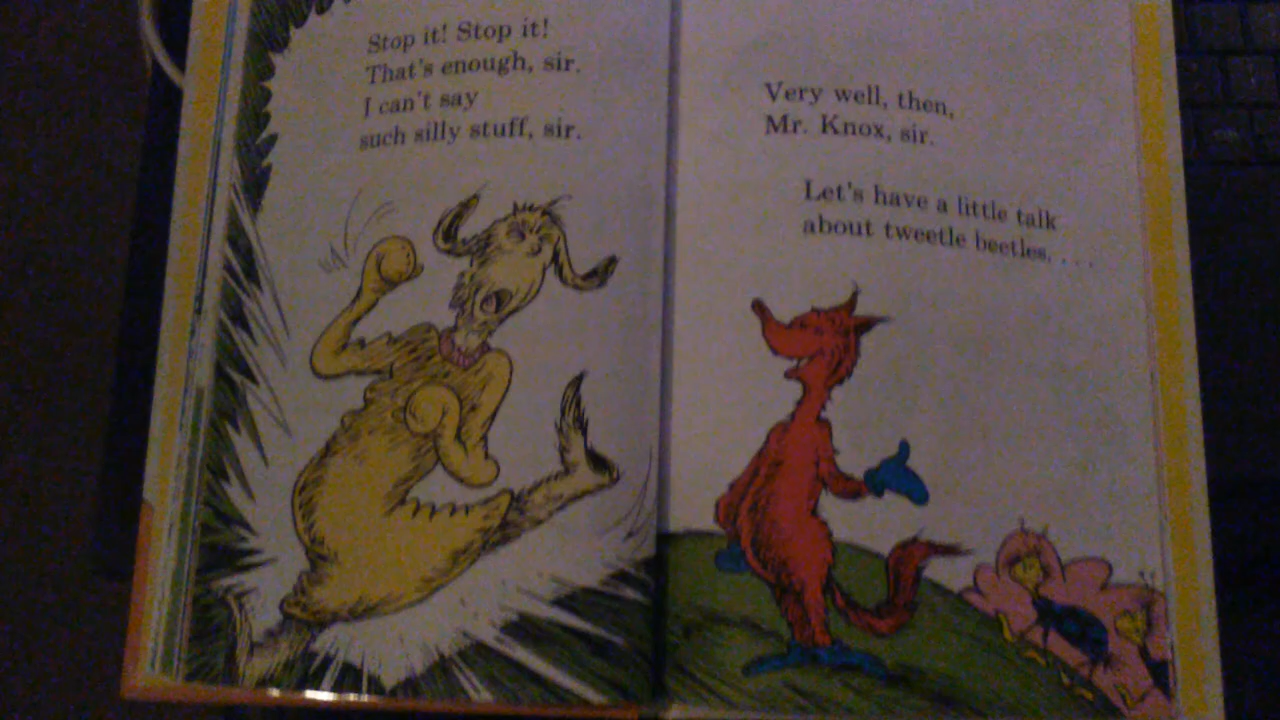 Stop it! Stop it!
That's enough, sir.
I can't say
such silly stuff, sir.
Very well, then,
Mr. Knox, sir.
Let's have a little talk
about tweetle beetles. . . .